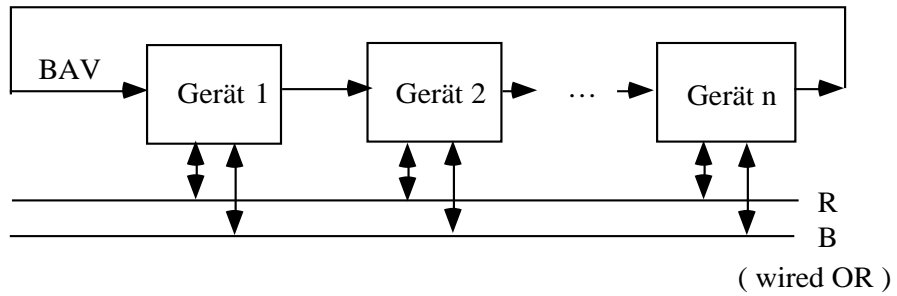 BAV
Gerät 1
Gerät 2
...
Gerät n
R
B
( wired OR )